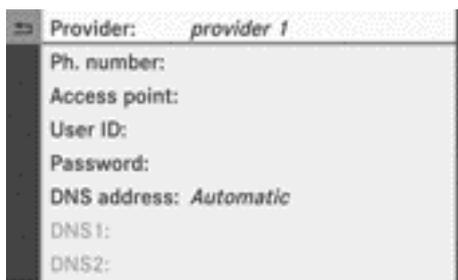 Provider: provider 1
Ph. number:
Access point:
User ID:
Password:
DNS address: Automatic
DNS1:
DNS2: